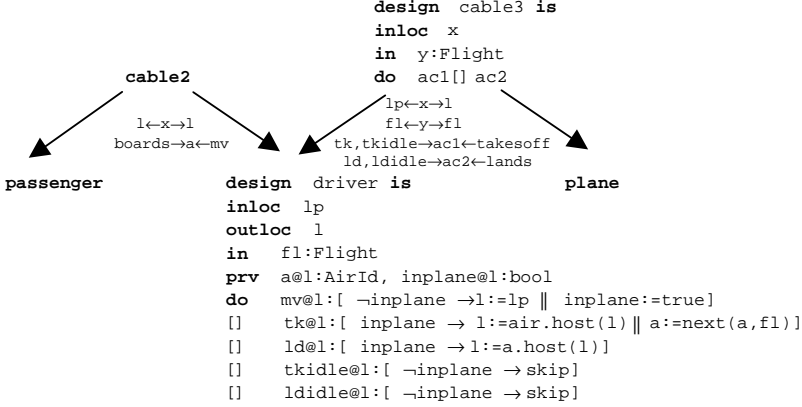 design cable3 is
inloc x
in y:Flight
do ac1[] ac2
cable2
l←x→l
boards→a←mv
lp←x→l
fl←y→fl
tk,tkidle→ac1←takesoff
ld,ldidle→ac2←lands
passenger
design driver is
plane
inloc lp
outloc l
in fl:Flight
prv a@l:AirId, inplane@l:bool
do mv@l:[ ¬inplane →l:=lp ‖ inplane:=true]
[] tk@l:[ inplane → l:=air.host(l)‖ a:=next(a,fl)]
[] ld@l:[ inplane →l:=a.host(l)]
[] tkidle@l:[ ¬inplane →skip]
[] ldidle@l:[ ¬inplane →skip]